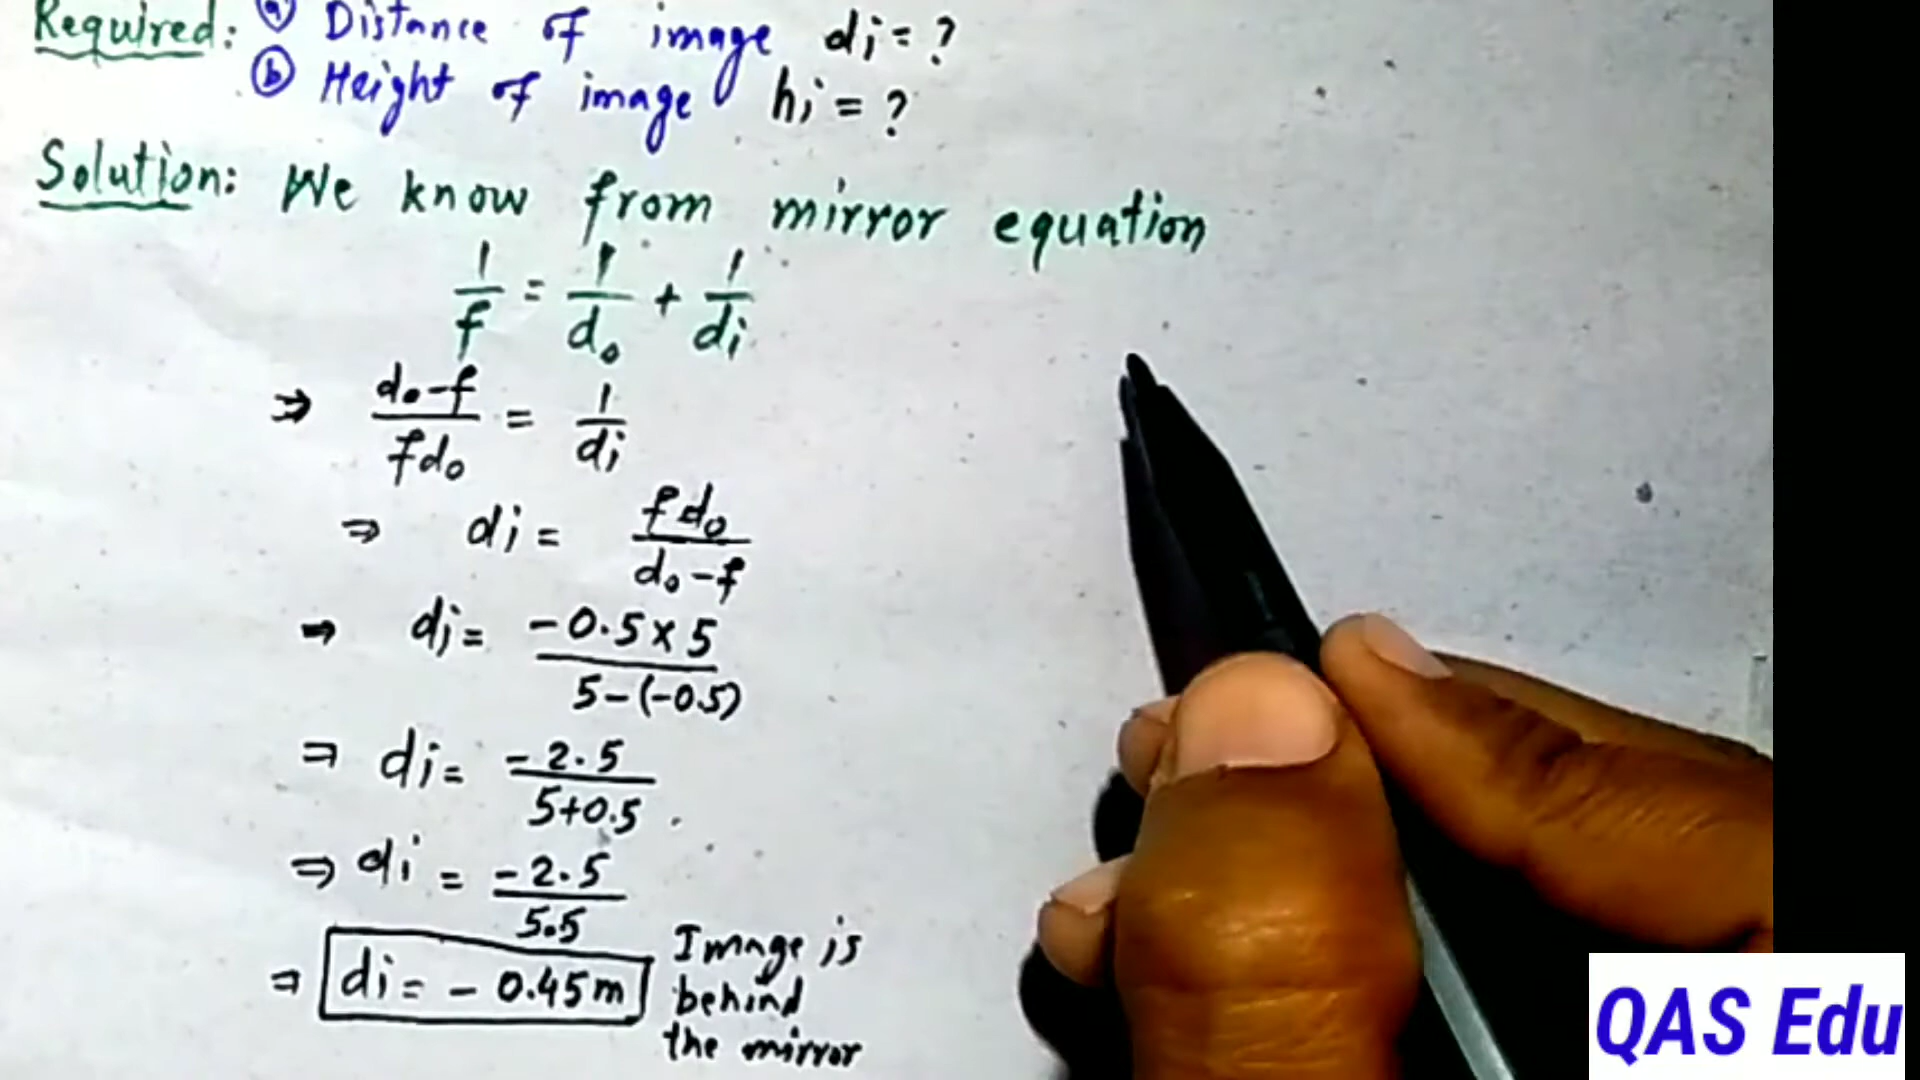 Required: (a) Distance of image di = ?
(b) Height of image hi = ?
Solution: We know from mirror equation
1/f = 1/do + 1/di
⇒ do-f/fdo = 1/di
⇒ di = fdo/do-f
⇒ di = -0.5×5/5-(-0.5)
⇒ di = -2.5/5+0.5
⇒ di = -2.5/5.5
⇒ di = -0.45m
Image is
behind
the mirror
QAS Edu